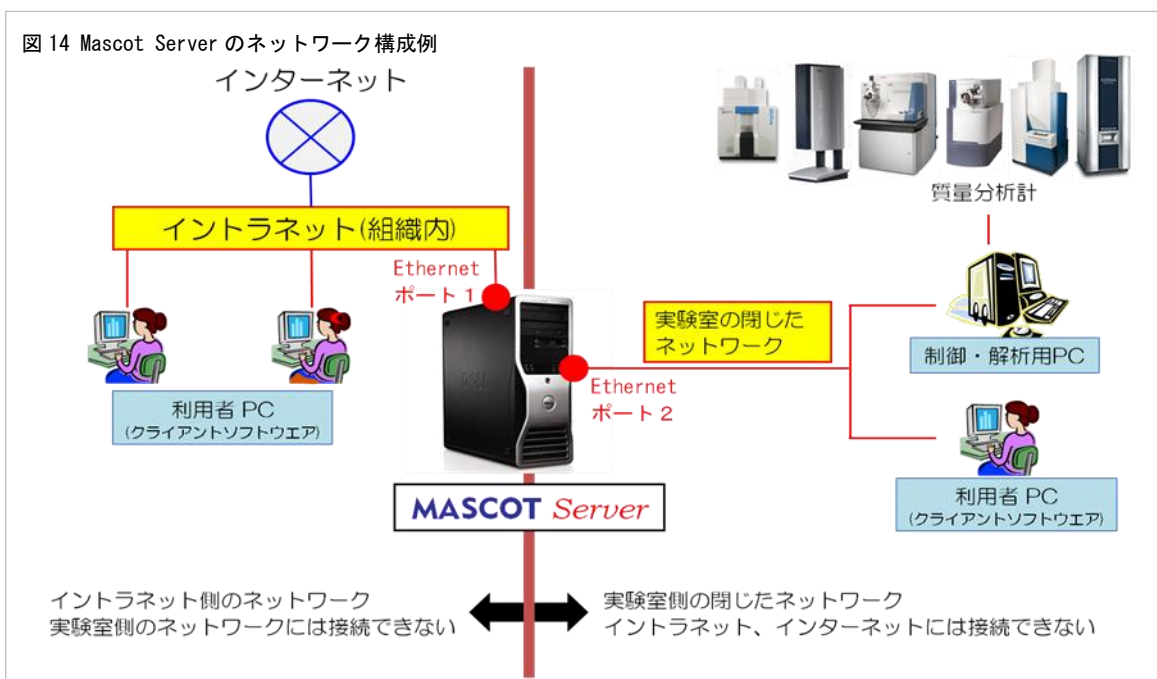 図 14 Mascot Server のネットワーク構成例
インターネット
イントラネット(組織内)
Ethernet
ポート 1
利用者 PC
(クライアントソフトウエア)
質量分析計
実験室の閉じた
ネットワーク
Ethernet
ポート 2
制御・解析用PC
利用者 PC
(クライアントソフトウエア)
MASCOT Server
イントラネット側のネットワーク
実験室側のネットワークには接続できない
実験室側の閉じたネットワーク
イントラネット、インターネットには接続できない